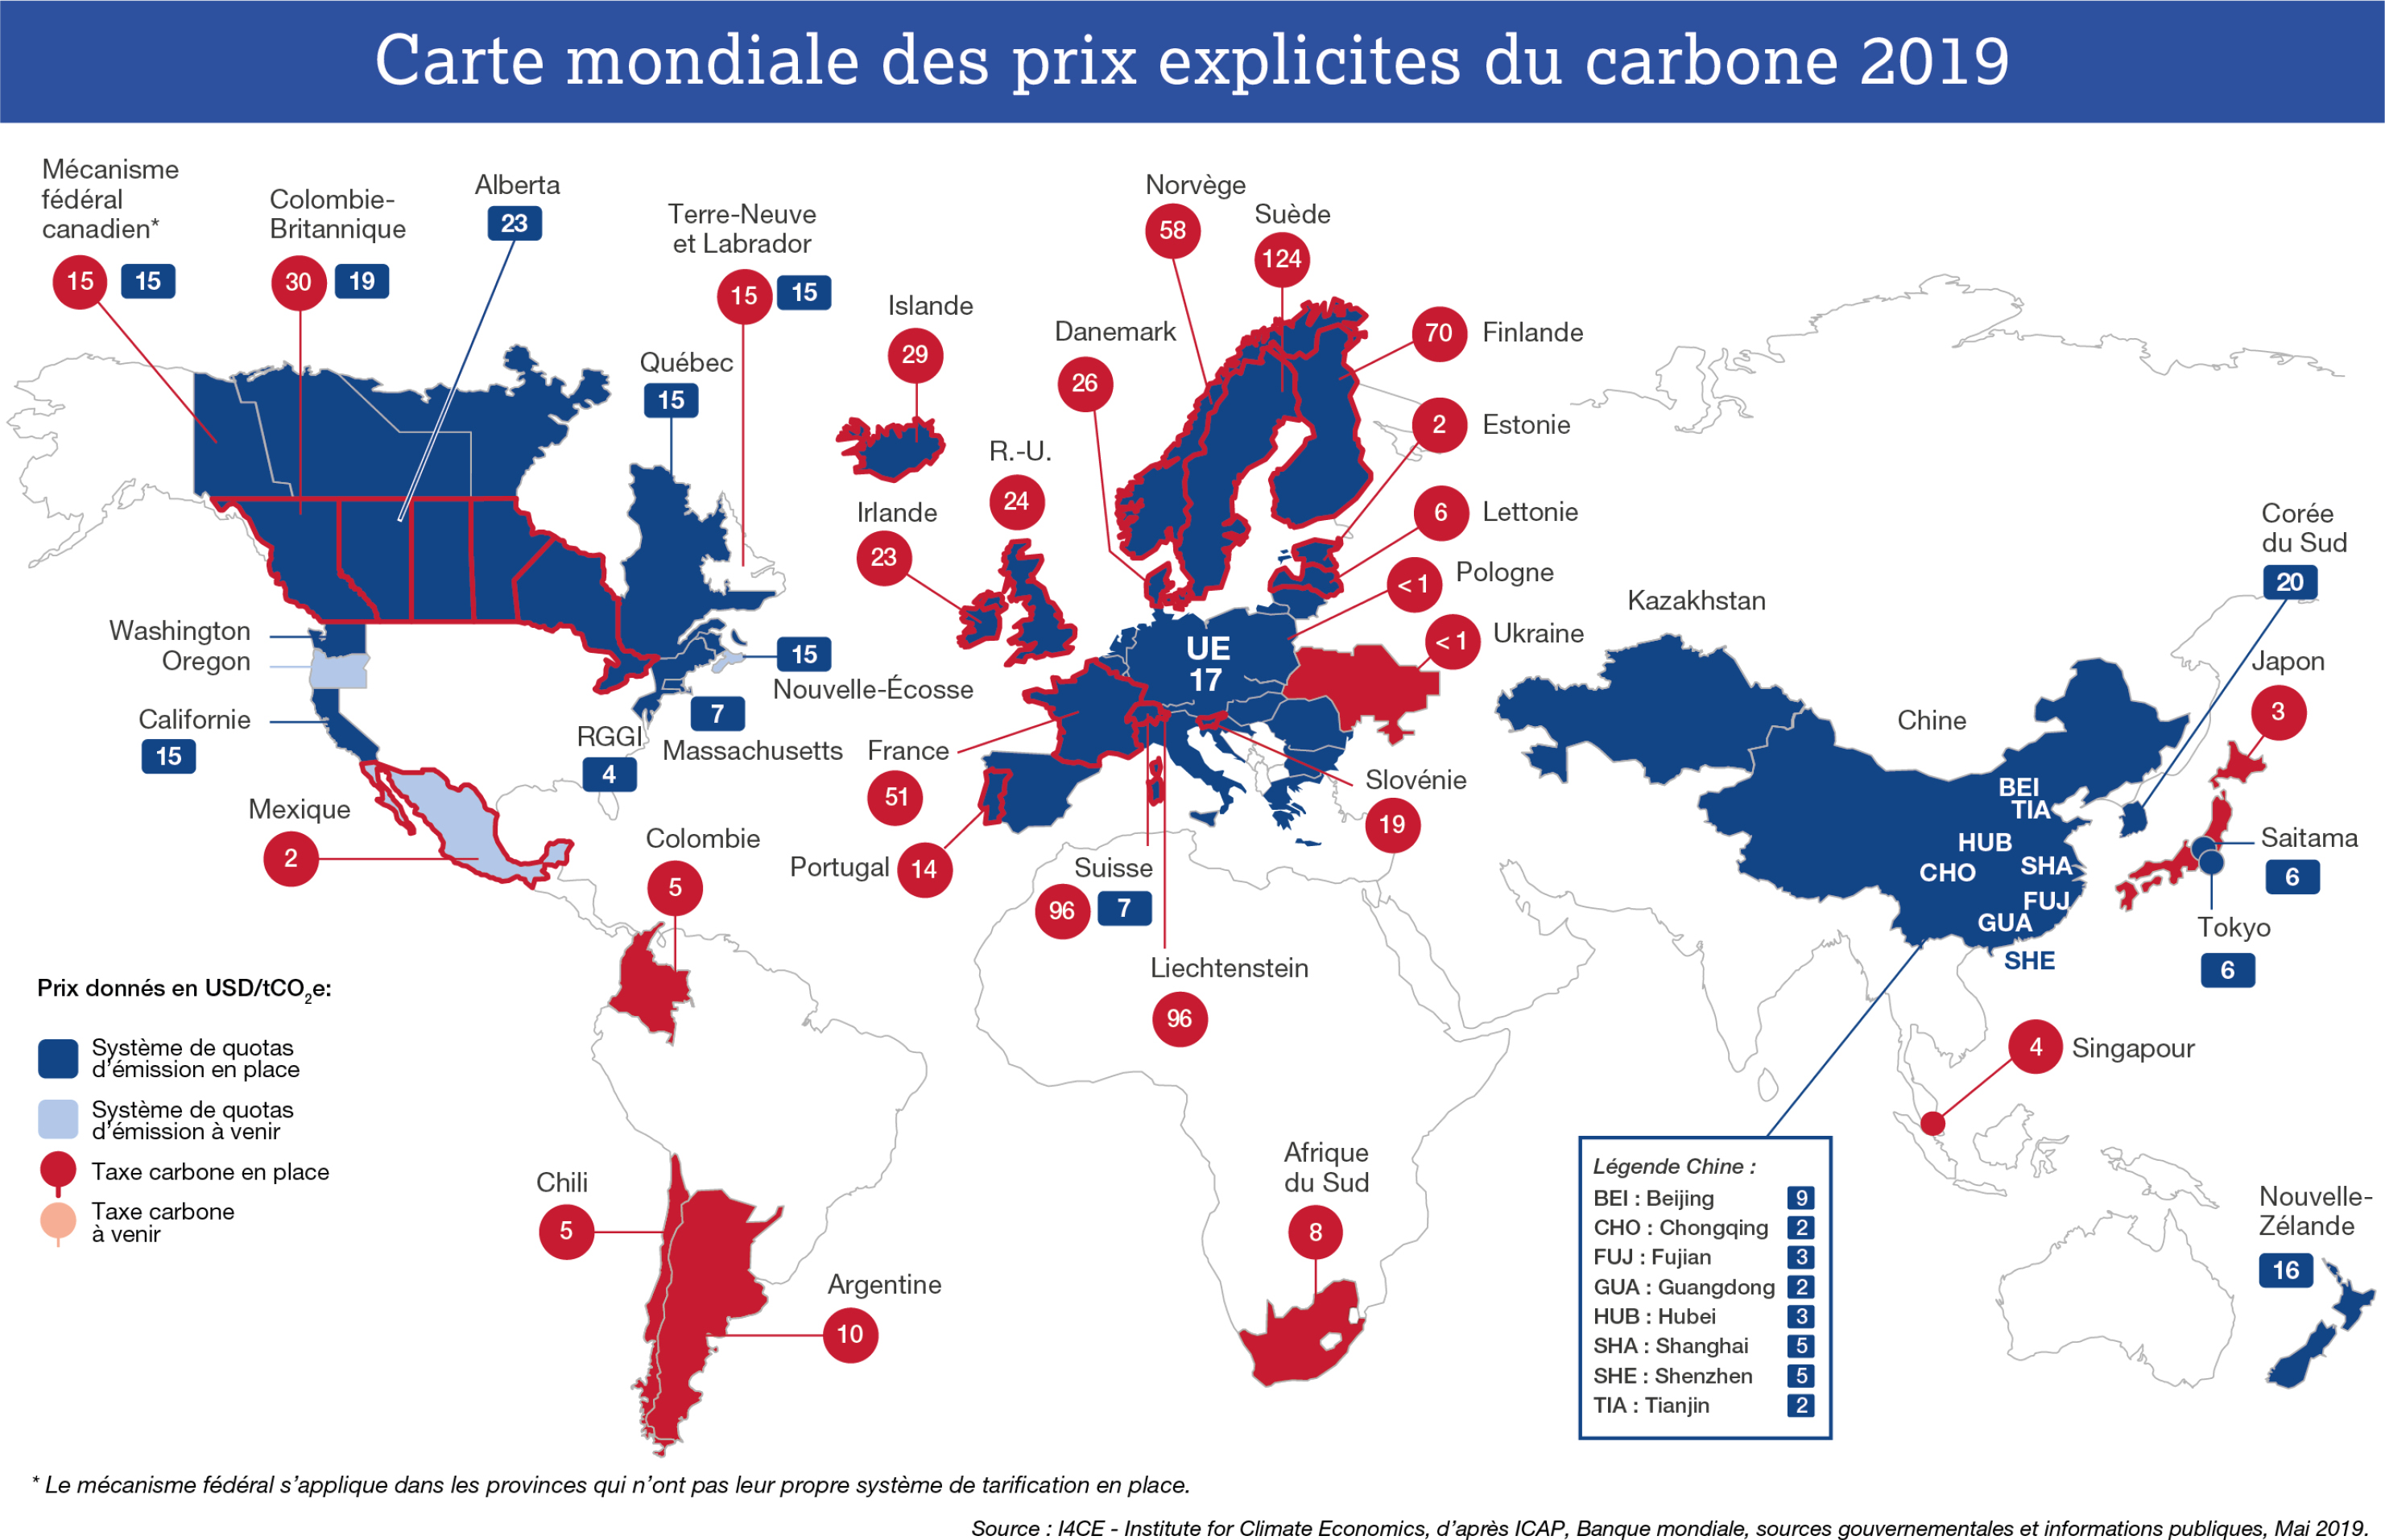 Carte mondiale des prix explicites du carbone 2019
Mécanisme
fédéral
canadien*
15
15
Colombie-
Britannique
30
19
Alberta
23
Terre-Neuve
et Labrador
15
15
Québec
15
Washington
Oregon
Californie
15
Mexique
2
15
Nouvelle-Écosse
7
Massachusetts
RGGI
4
Colombie
5
Chili
5
Argentine
10
Islande
29
R.-U.
24
Irlande
23
Danemark
26
Norvège
58
Suède
124
70
Finlande
2
Estonie
6
Lettonie
< 1
Pologne
< 1
Ukraine
UE
17
France
51
Portugal
14
Suisse
96
7
Liechtenstein
96
Slovénie
19
Afrique
du Sud
8
Kazakhstan
Chine
BEI
TIA
HUB
CHO
SHA
FUJ
GUA
SHE
Corée
du Sud
20
Japon
3
Saitama
6
Tokyo
6
4
Singapour
Nouvelle-
Zélande
16
Prix donnés en USD/tCO2e:
Système de quotas
d’émission en place
Système de quotas
d’émission à venir
Taxe carbone en place
Taxe carbone
à venir
Légende Chine :
BEI : Beijing 9
CHO : Chongqing 2
FUJ : Fujian 3
GUA : Guangdong 2
HUB : Hubei 3
SHA : Shanghai 5
SHE : Shenzhen 5
TIA : Tianjin 2
* Le mécanisme fédéral s’applique dans les provinces qui n’ont pas leur propre système de tarification en place.
Source : I4CE - Institute for Climate Economics, d’après ICAP, Banque mondiale, sources gouvernementales et informations publiques, Mai 2019.